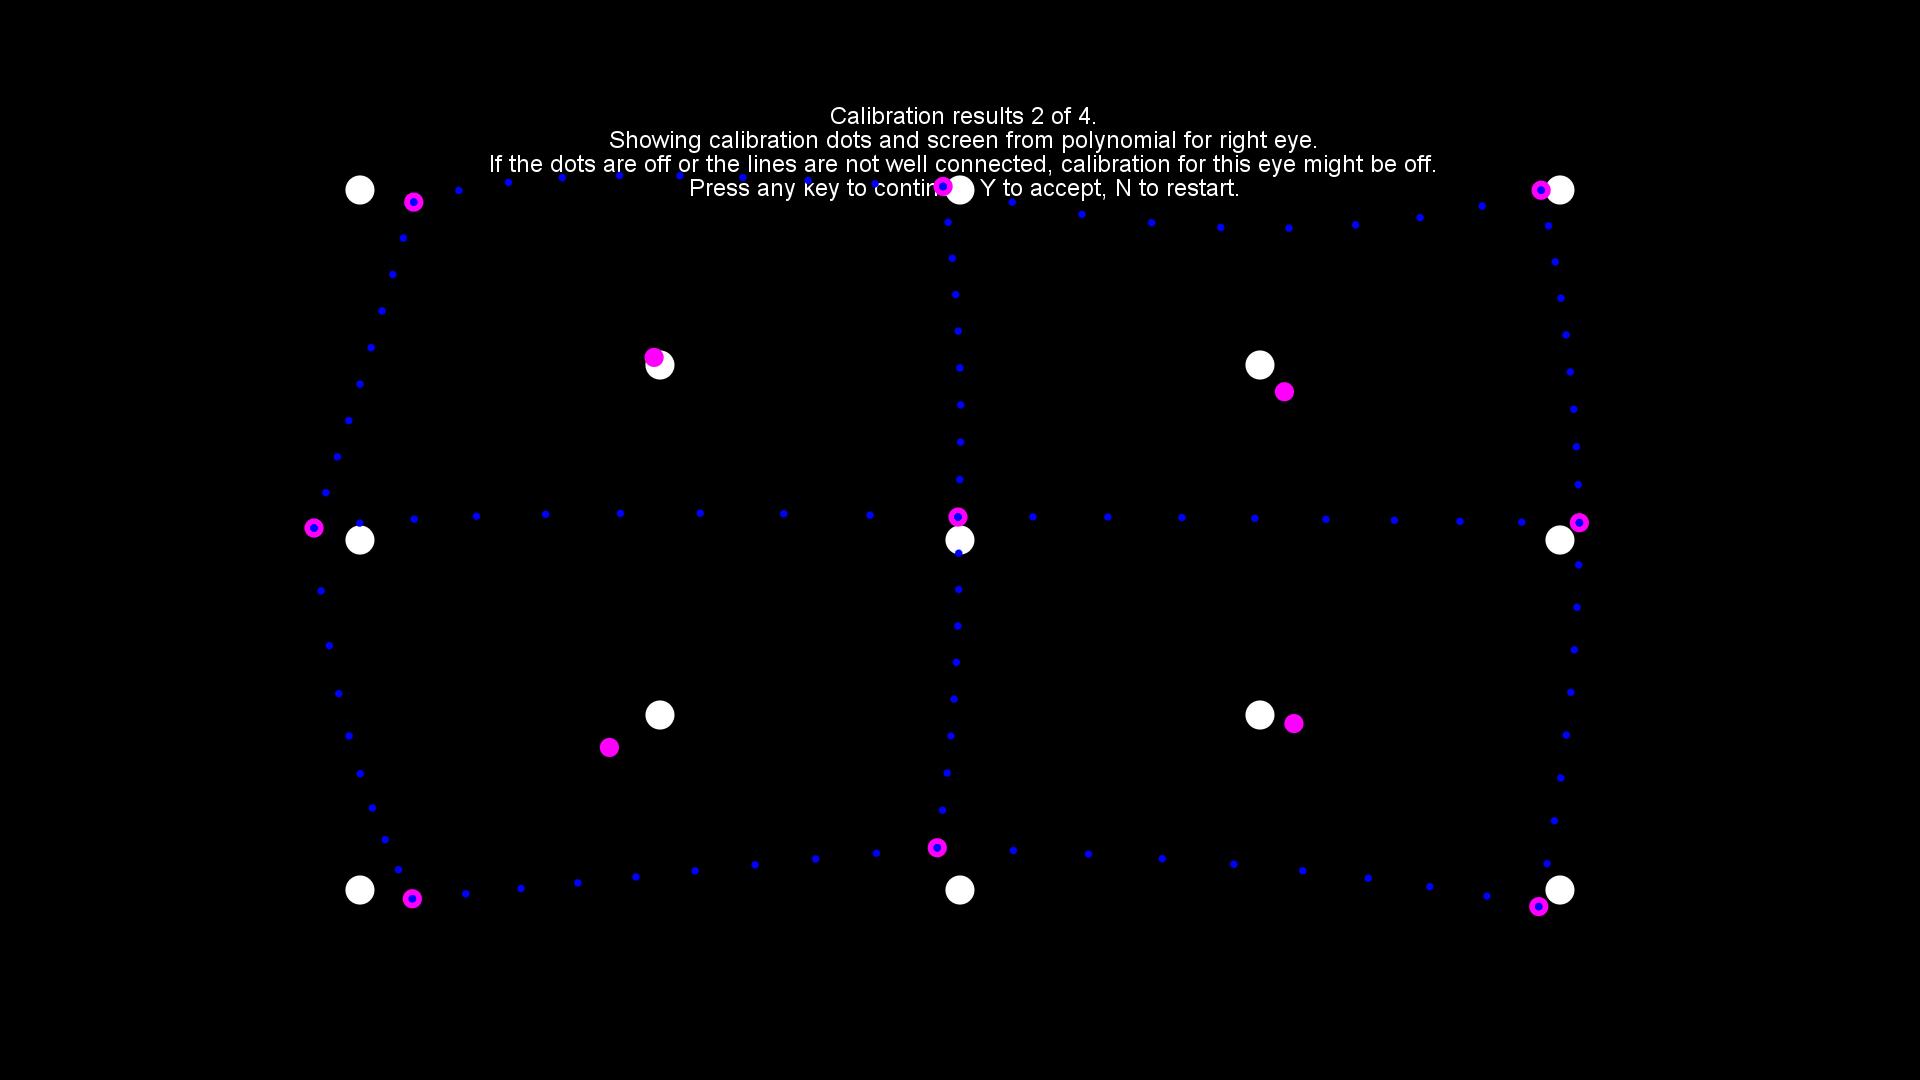 Calibration results 2 of 4.
Showing calibration dots and screen from polynomial for right eye.
If the dots are off or the lines are not well connected, calibration for this eye might be off.
Press any key to contin Y to accept, N to restart.